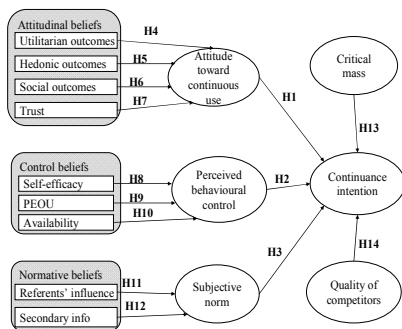 Attitudinal beliefs
Utilitarian outcomes
Hedonic outcomes
Social outcomes
Trust
H4
H5
H6
H7
Attitude
toward
continuous
use
H1
Critical
mass
H13
Control beliefs
Self-efficacy
PEOU
Availability
H8
H9
H10
Perceived
behavioural
control
H2
Continuance
intention
H3
H14
Normative beliefs
Referents' influence
Secondary info
H11
H12
Subjective
norm
Quality of
competitors